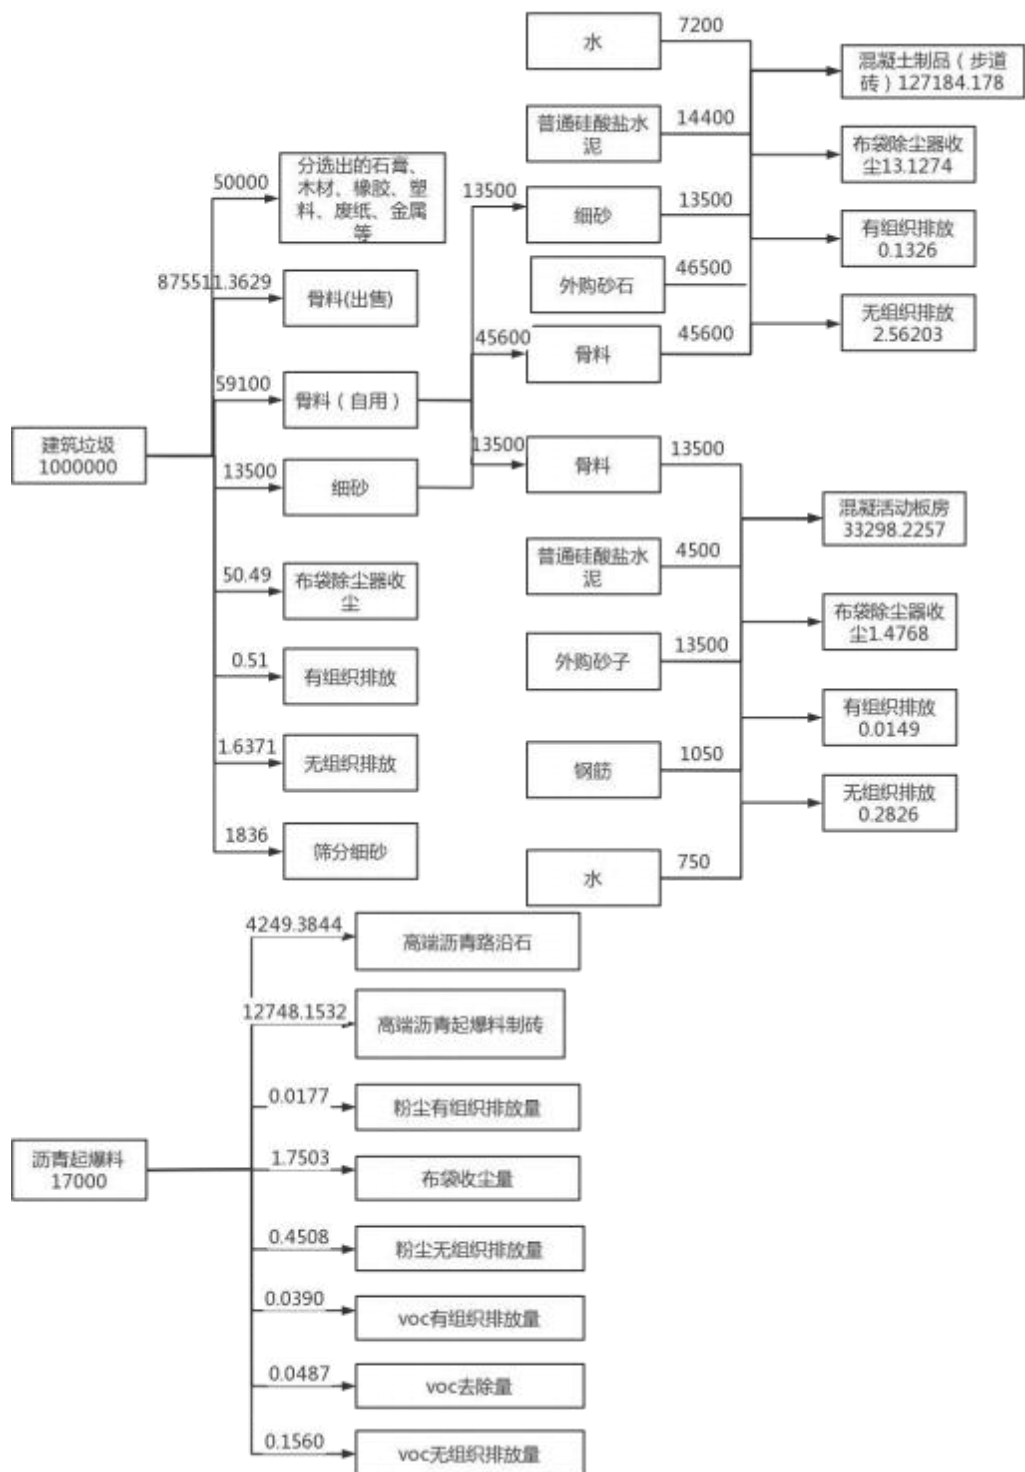 水
7200
混凝土制品（步道
砖）127184.178
普通硅酸盐水
泥
14400
布袋除尘器收
尘13.1274
50000
分选出的石膏、
木材、橡胶、塑
料、废纸、金属
等
13500
细砂
13500
有组织排放
0.1326
875511.3629
骨料(出售)
外购砂石
46500
无组织排放
2.56203
45600
骨料
45600
59100
骨料（自用）
建筑垃圾
1000000
13500
细砂
13500
骨料
13500
混凝活动板房
33298.2257
50.49
布袋除尘器收
尘
普通硅酸盐水
泥
4500
布袋除尘器收
尘1.4768
0.51
有组织排放
外购砂子
13500
有组织排放
0.0149
1.6371
无组织排放
钢筋
1050
无组织排放
0.2826
1836
筛分细砂
水
750
4249.3844
高端沥青路沿石
12748.1532
高端沥青起爆料制砖
0.0177
粉尘有组织排放量
沥青起爆料
17000
1.7503
布袋收尘量
0.4508
粉尘无组织排放量
0.0390
voc有组织排放量
0.0487
voc去除量
0.1560
voc无组织排放量